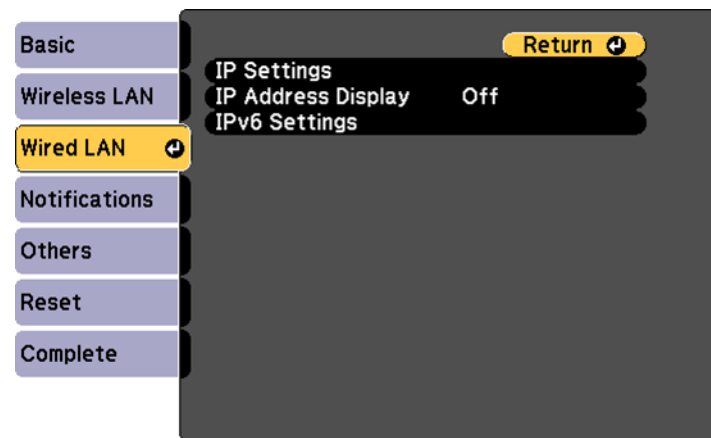 Basic
Wireless LAN
Wired LAN
Notifications
Others
Reset
Complete
Return
IP Settings
IP Address Display Off
IPv6 Settings